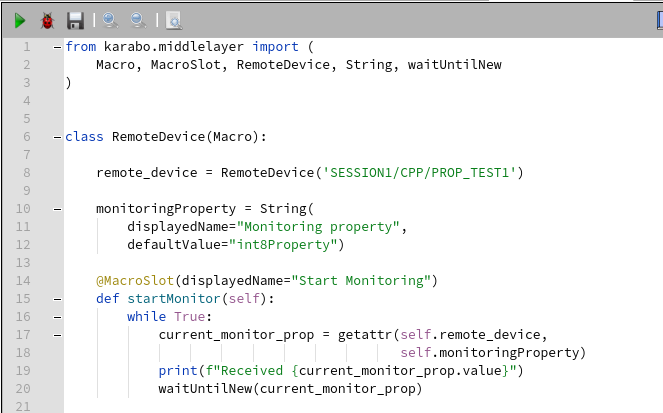 1 from karabo.middlelayer import (
2     Macro, MacroSlot, RemoteDevice, String, waitUntilNew
3 )
4
5
6 class RemoteDevice(Macro):
7
8     remote_device = RemoteDevice('SESSION1/CPP/PROP_TEST1')
9
10     monitoringProperty = String(
11         displayedName="Monitoring property",
12         defaultValue="int8Property")
13
14     @MacroSlot(displayedName="Start Monitoring")
15     def startMonitor(self):
16         while True:
17             current_monitor_prop = getattr(self.remote_device,
18                                            self.monitoringProperty)
19             print(f"Received {current_monitor_prop.value}")
20             waitUntilNew(current_monitor_prop)
21